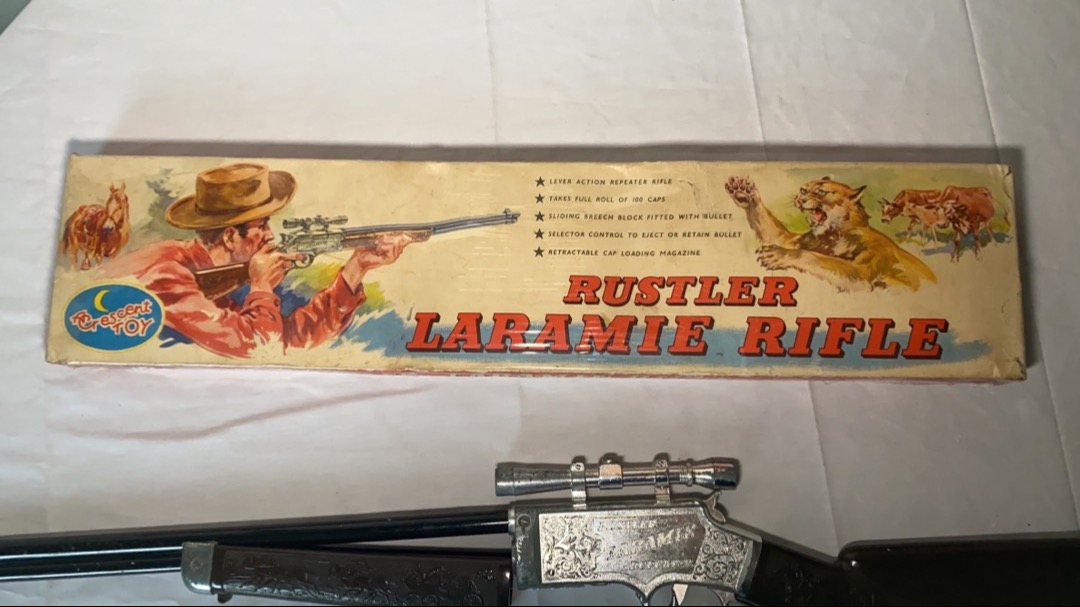 ★ LEVER ACTION REPEATER RIFLE
★ TAKES FULL ROLL OF 100 CAPS
★ SLIDING BREECH BLOCK FITTED WITH BULLET
★ SELECTOR CONTROL TO EJECT OR RETAIN BULLET
★ RETRACTABLE CAP LOADING MAGAZINE
RUSTLER
LARAMIE RIFLE
A Crescent
TOY
LARAMIE